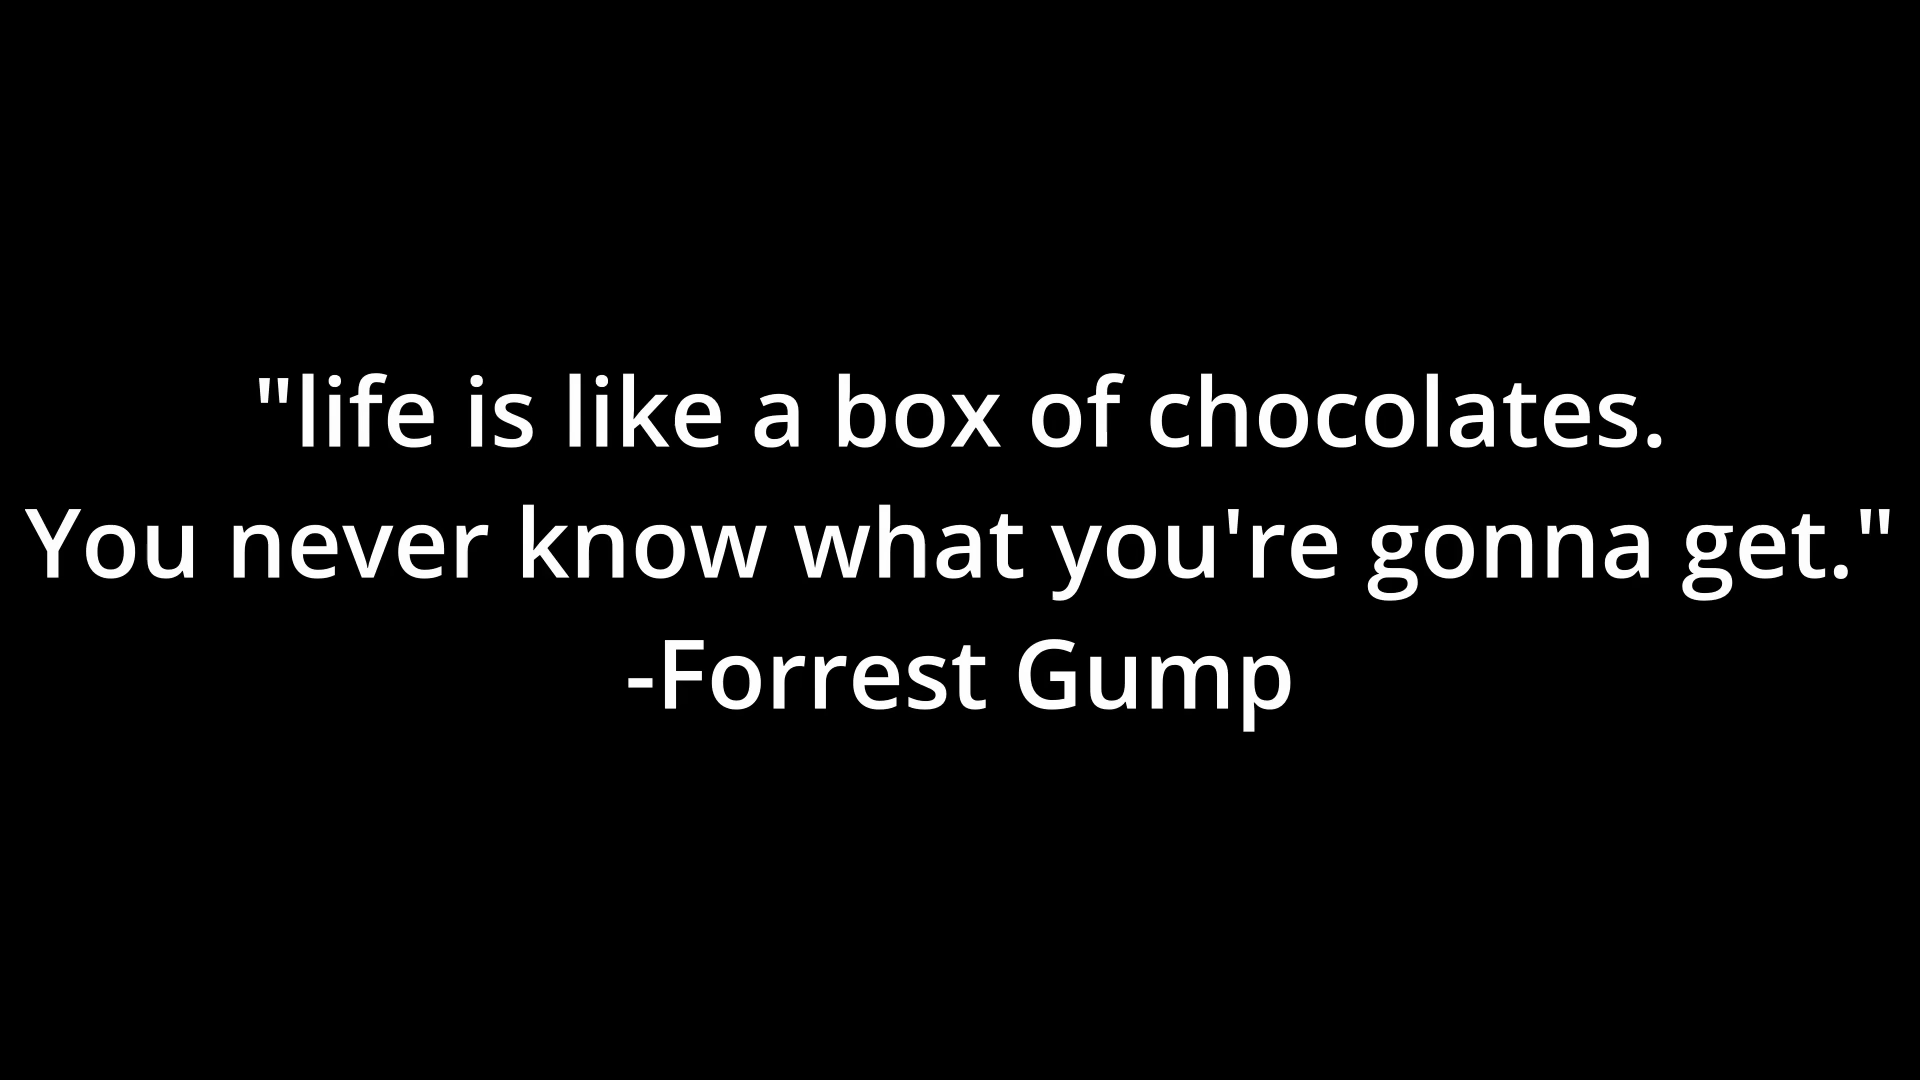 "life is like a box of chocolates.
You never know what you're gonna get."
-Forrest Gump